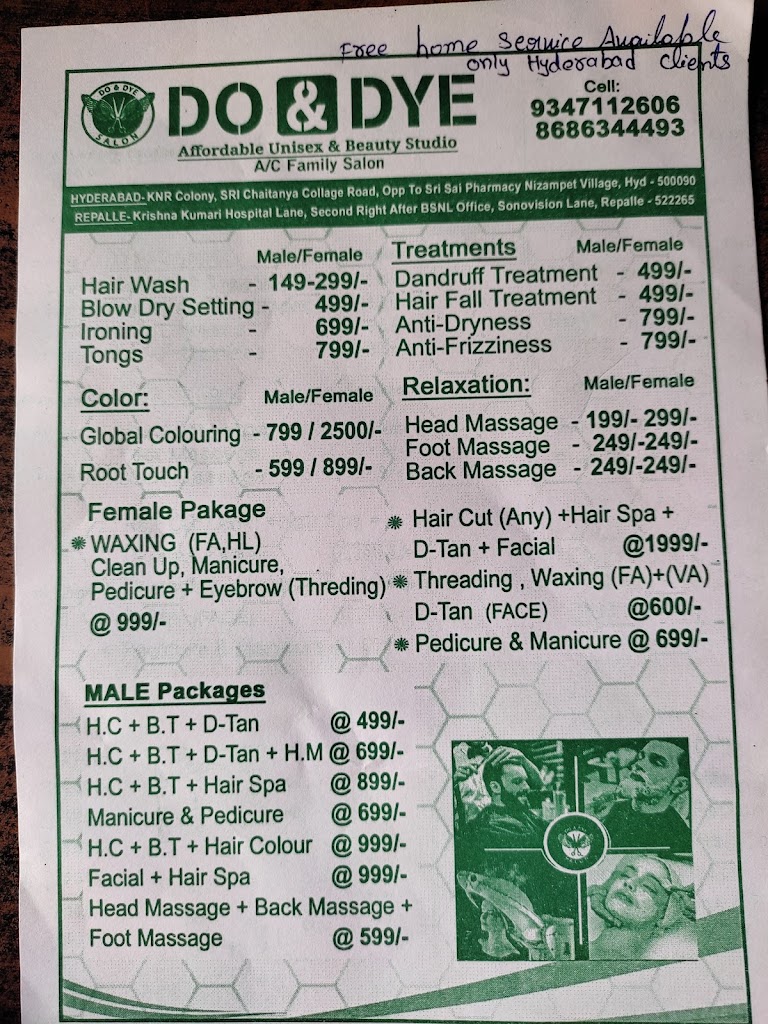 Free home service Available
only Hyderabad clients
DO & DYE
SALON
DO & DYE
Affordable Unisex & Beauty Studio
A/C Family Salon
Cell:
9347112606
8686344493
HYDERABAD- KNR Colony, SRI Chaitanya Collage Road, Opp To Sri Sai Pharmacy Nizampet Village, Hyd - 500090
REPALLE- Krishna Kumari Hospital Lane, Second Right After BSNL Office, Sonovision Lane, Repalle - 522265
Male/Female
Hair Wash - 149-299/-
Blow Dry Setting - 499/-
Ironing - 699/-
Tongs - 799/-
Treatments Male/Female
Dandruff Treatment - 499/-
Hair Fall Treatment - 499/-
Anti-Dryness - 799/-
Anti-Frizziness - 799/-
Color: Male/Female
Global Colouring - 799 / 2500/-
Root Touch - 599 / 899/-
Relaxation: Male/Female
Head Massage - 199/- 299/-
Foot Massage - 249/-249/-
Back Massage - 249/-249/-
Female Pakage
WAXING (FA,HL)
Clean Up, Manicure,
Pedicure + Eyebrow (Threding)
@ 999/-
Hair Cut (Any) +Hair Spa +
D-Tan + Facial @1999/-
Threading , Waxing (FA)+(VA)
D-Tan (FACE) @600/-
Pedicure & Manicure @ 699/-
MALE Packages
H.C + B.T + D-Tan @ 499/-
H.C + B.T + D-Tan + H.M @ 699/-
H.C + B.T + Hair Spa @ 899/-
Manicure & Pedicure @ 699/-
H.C + B.T + Hair Colour @ 999/-
Facial + Hair Spa @ 999/-
Head Massage + Back Massage +
Foot Massage @ 599/-